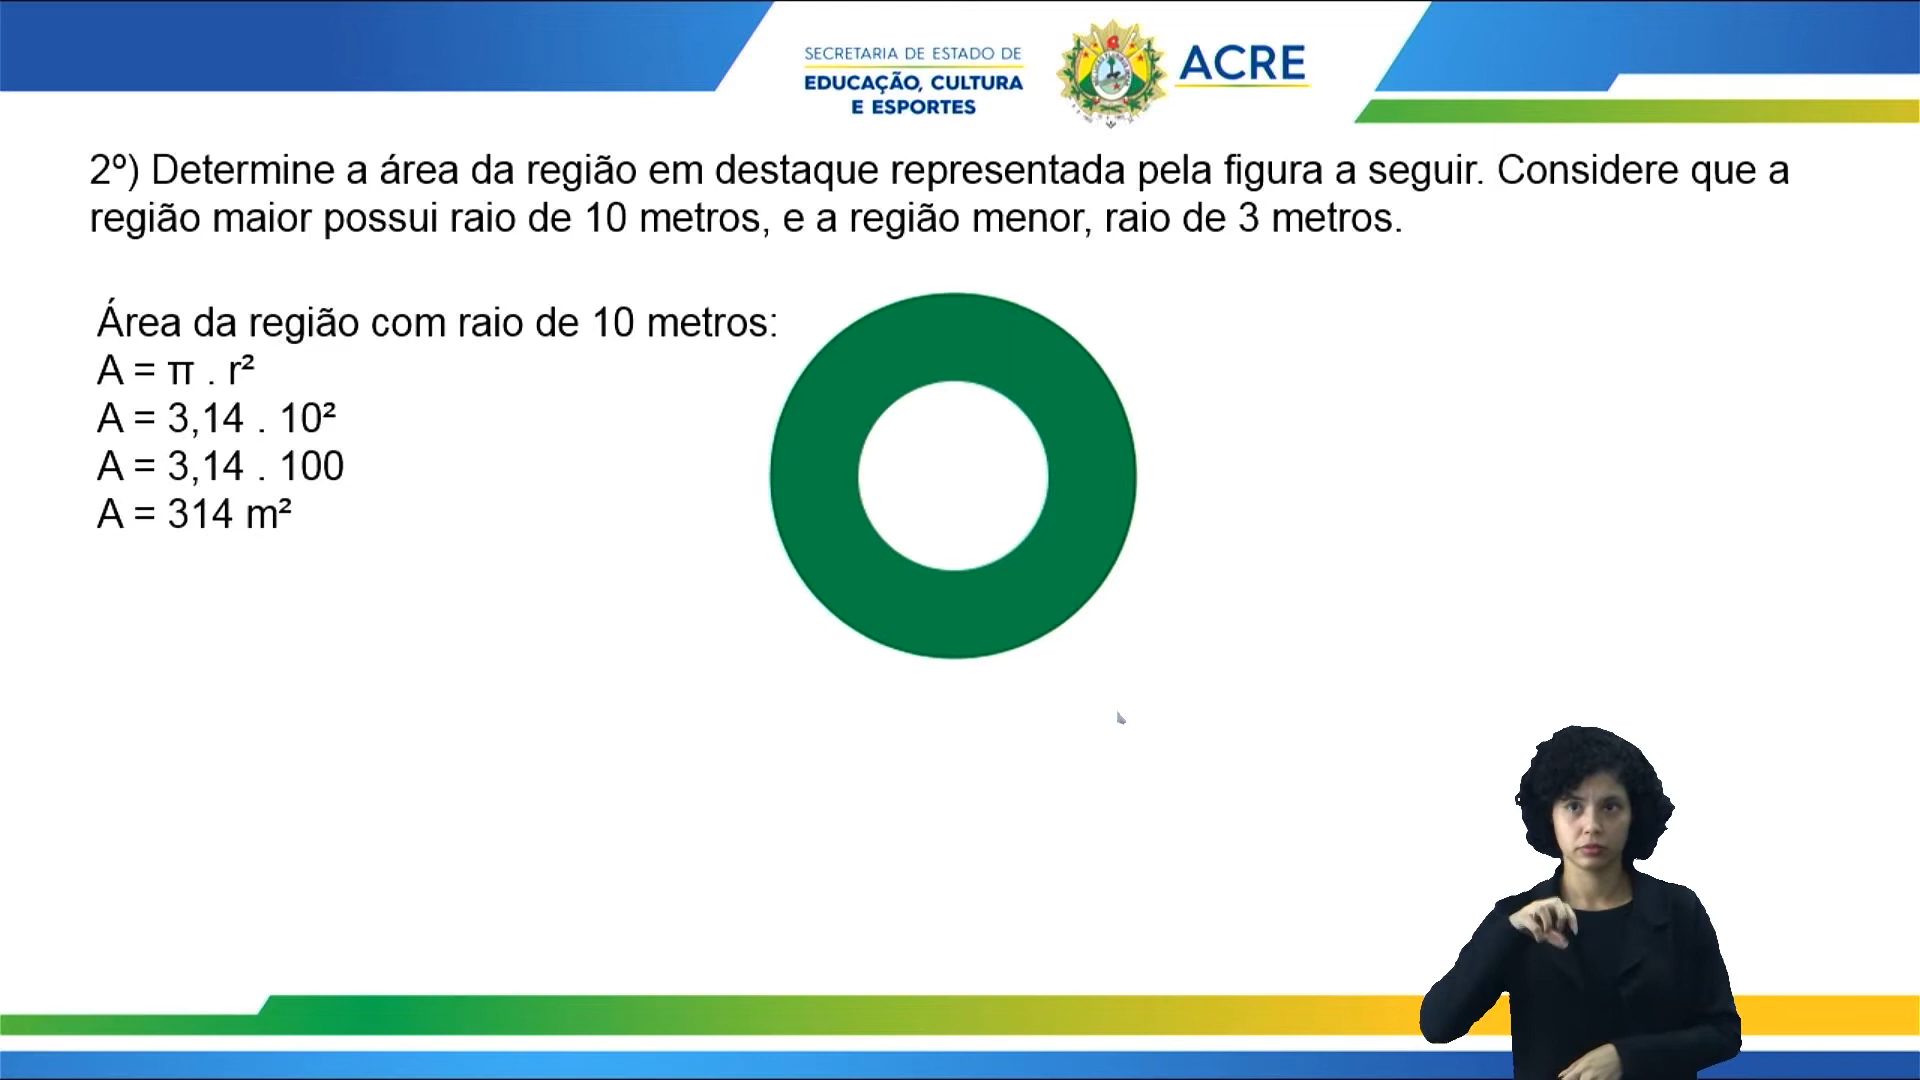 SECRETARIA DE ESTADO DE
EDUCAÇÃO, CULTURA
E ESPORTES
ACRE
2º) Determine a área da região em destaque representada pela figura a seguir. Considere que a
região maior possui raio de 10 metros, e a região menor, raio de 3 metros.
Área da região com raio de 10 metros:
A = π . r²
A = 3,14 . 10²
A = 3,14 . 100
A = 314 m²